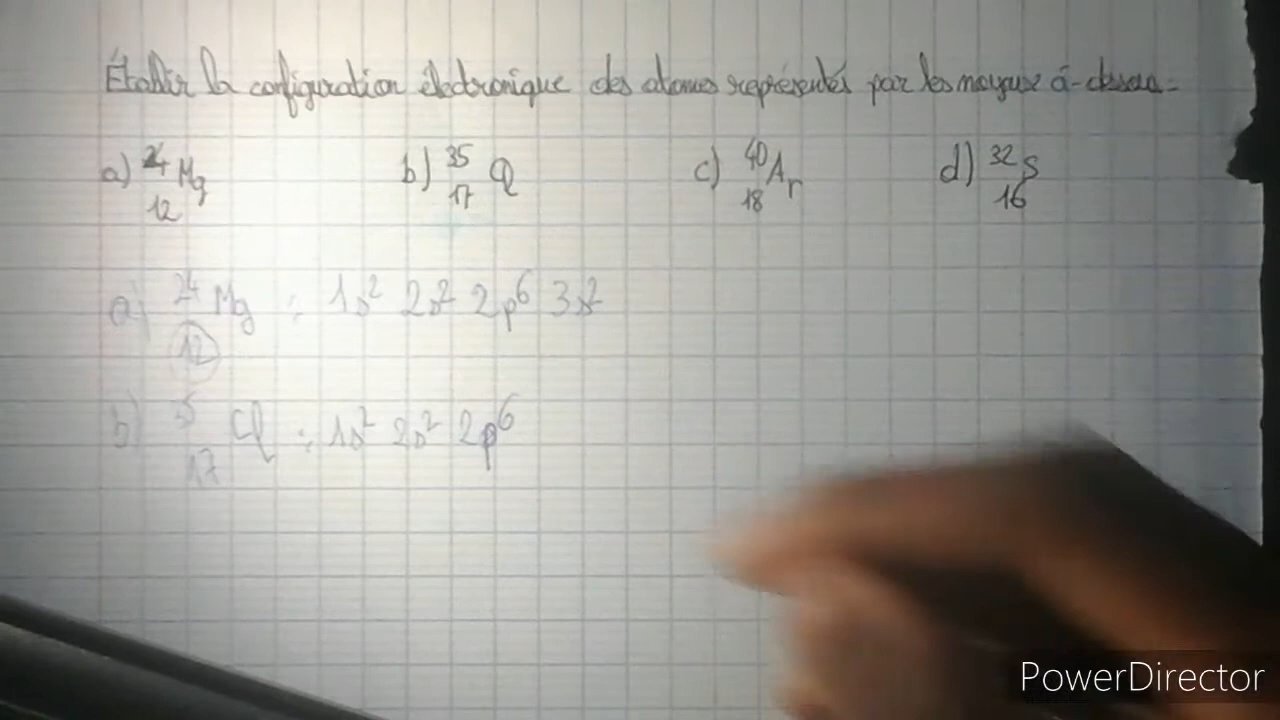 Établir la configuration électronique des atomes représentés par les noyaux ci-dessous.
a) ²⁴₁₂Mg b) ³⁵₁₇Cl c) ⁴⁰₁₈Ar d) ³²₁₆S
a) ²⁴₁₂Mg : 1s² 2s² 2p⁶ 3s²
b) ³⁵₁₇Cl : 1s² 2s² 2p⁶
PowerDirector